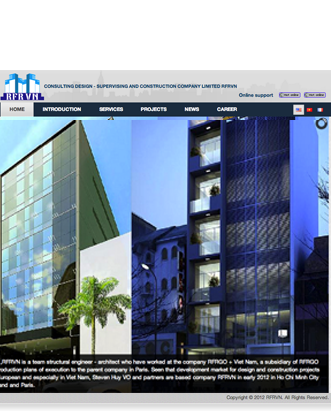 RFRVN
CONSULTING DESIGN - SUPERVISING AND CONSTRUCTION COMPANY LIMITED RFRVN
Online support
HOME INTRODUCTION SERVICES PROJECTS NEWS CAREER
RFRVN is a team structural engineer - architect who have worked at the company RFRGO + Viet Nam, a subsidiary of RFRGO
roduction plans of execution to the parent company in Paris. Seen that development market for design and construction projects
uropean and especially in Viet Nam, Steven Huy VO and partners are based company RFRVN in early 2012 in Ho Chi Minh City
and and Paris.
Copyright © 2012 RFRVN. All Rights Reserved.